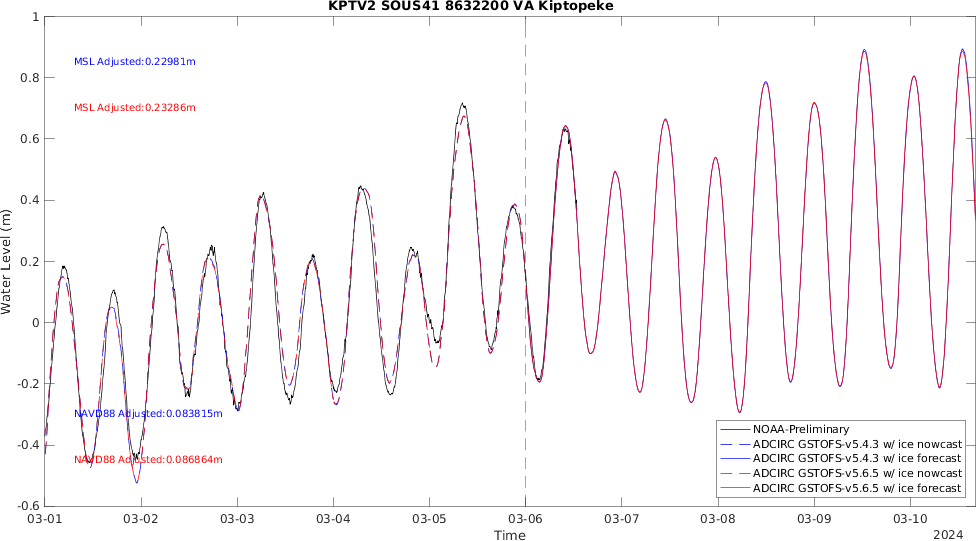 KPTV2 SOUS41 8632200 VA Kiptopeke
1
MSL Adjusted:0.22981m
0.8
MSL Adjusted:0.23286m
0.6
0.4
Water Level (m)
0.2
0
-0.2
NAVD88 Adjusted:0.083815m
-0.4
NAVD88 Adjusted:0.086864m
-0.6
NOAA-Preliminary
ADCIRC GSTOFS-v5.4.3 w/ ice nowcast
ADCIRC GSTOFS-v5.4.3 w/ ice forecast
ADCIRC GSTOFS-v5.6.5 w/ ice nowcast
ADCIRC GSTOFS-v5.6.5 w/ ice forecast
03-01 03-02 03-03 03-04 03-05 03-06 03-07 03-08 03-09 03-10
Time
2024